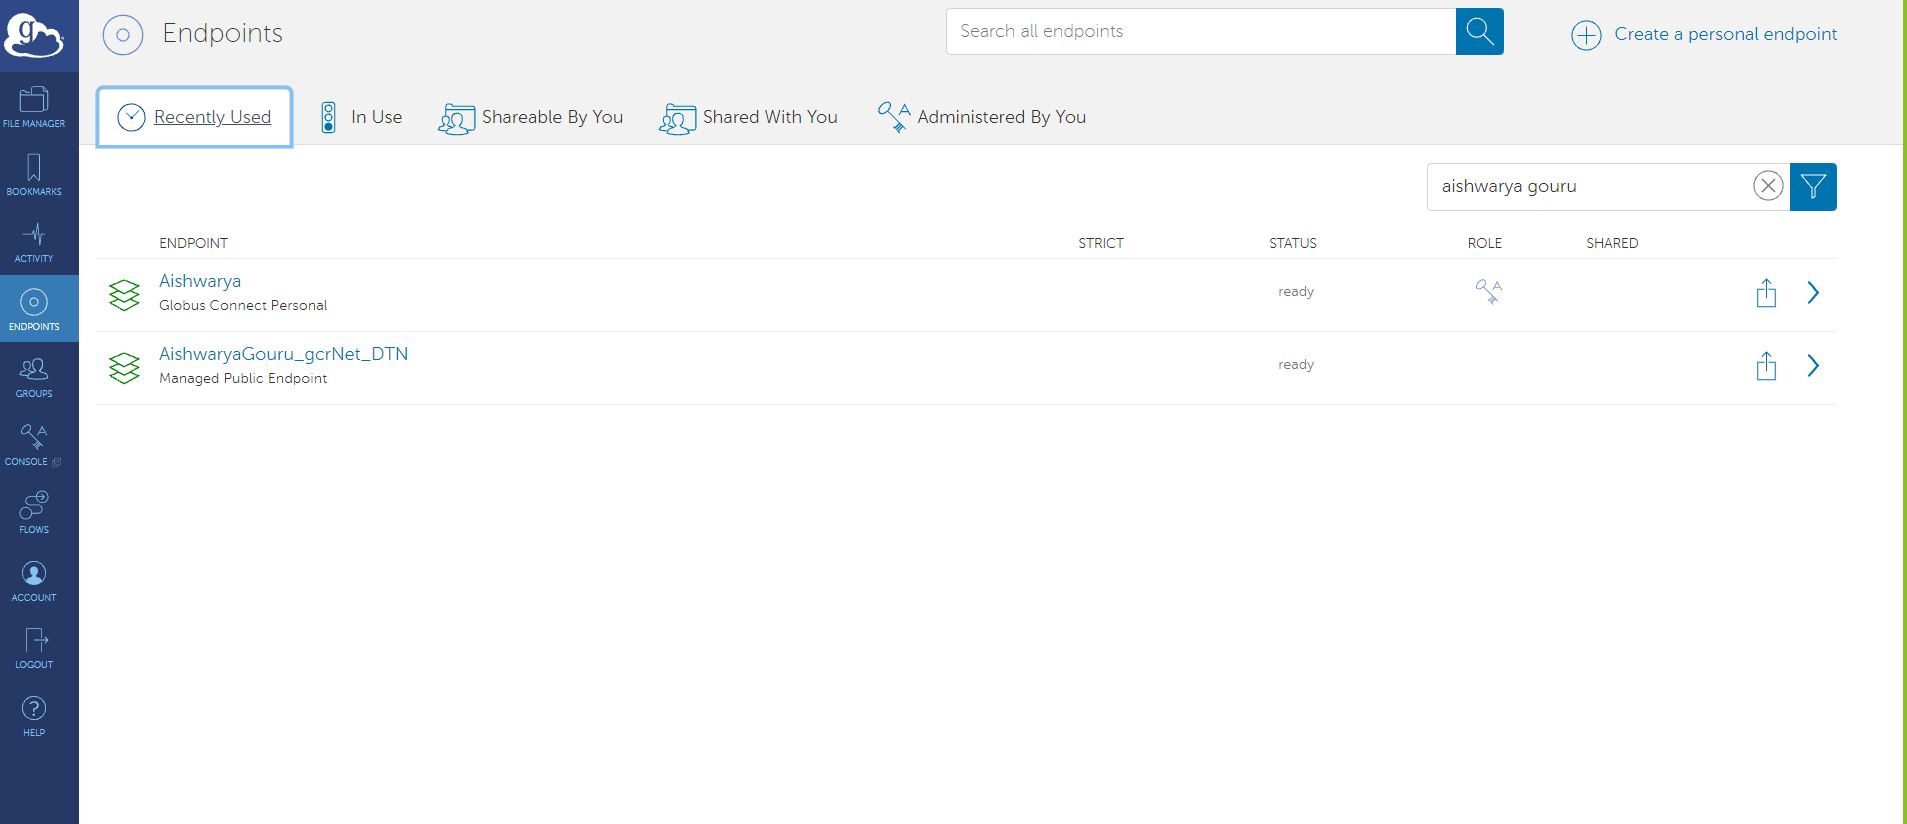 g
Endpoints
Search all endpoints
Create a personal endpoint
Recently Used
In Use
Shareable By You
Shared With You
Administered By You
FILE MANAGER
BOOKMARKS
ACTIVITY
ENDPOINTS
GROUPS
CONSOLE
FLOWS
ACCOUNT
LOGOUT
HELP
aishwarya gouru
ENDPOINT STRICT STATUS ROLE SHARED
Aishwarya
Globus Connect Personal
ready
AishwaryaGouru_gcrNet_DTN
Managed Public Endpoint
ready